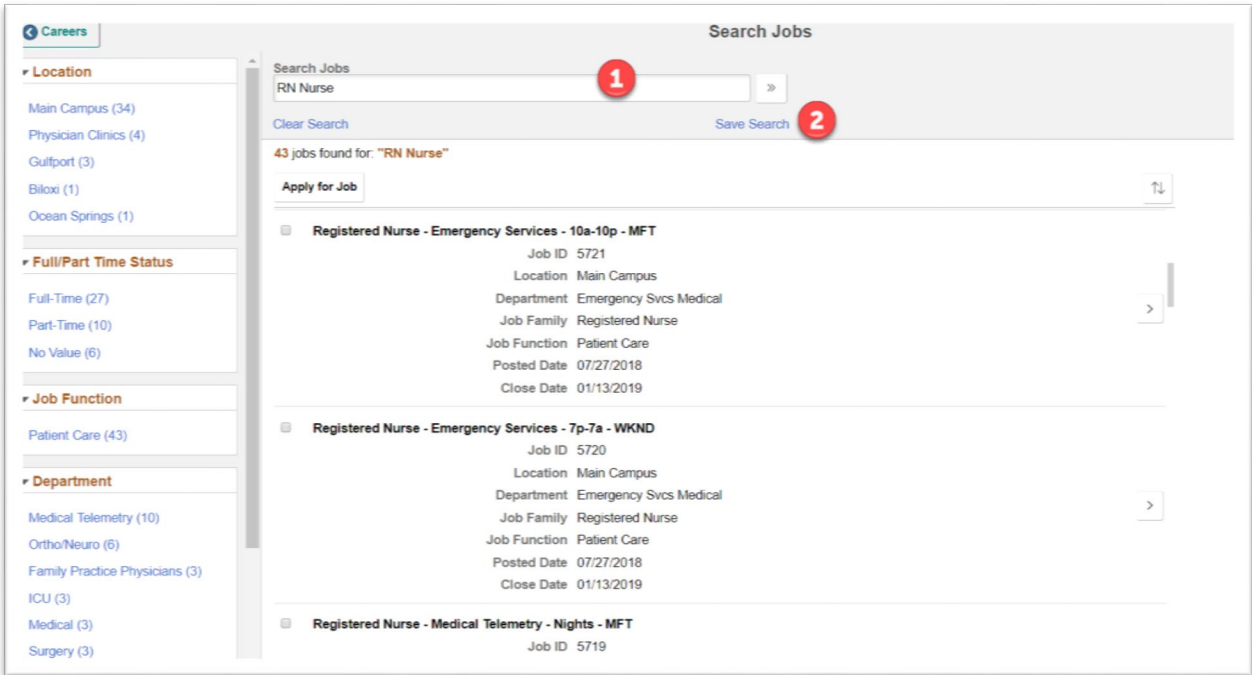 Careers
Search Jobs
Location
Main Campus (34)
Physician Clinics (4)
Gulfport (3)
Biloxi (1)
Ocean Springs (1)
Full/Part Time Status
Full-Time (27)
Part-Time (10)
No Value (6)
Job Function
Patient Care (43)
Department
Medical Telemetry (10)
Ortho/Neuro (6)
Family Practice Physicians (3)
ICU (3)
Medical (3)
Surgery (3)
Search Jobs
RN Nurse
1
»
Clear Search
Save Search
2
43 jobs found for: "RN Nurse"
Apply for Job
Registered Nurse - Emergency Services - 10a-10p - MFT
Job ID 5721
Location Main Campus
Department Emergency Svcs Medical
Job Family Registered Nurse
Job Function Patient Care
Posted Date 07/27/2018
Close Date 01/13/2019
Registered Nurse - Emergency Services - 7p-7a - WKND
Job ID 5720
Location Main Campus
Department Emergency Svcs Medical
Job Family Registered Nurse
Job Function Patient Care
Posted Date 07/27/2018
Close Date 01/13/2019
Registered Nurse - Medical Telemetry - Nights - MFT
Job ID 5719